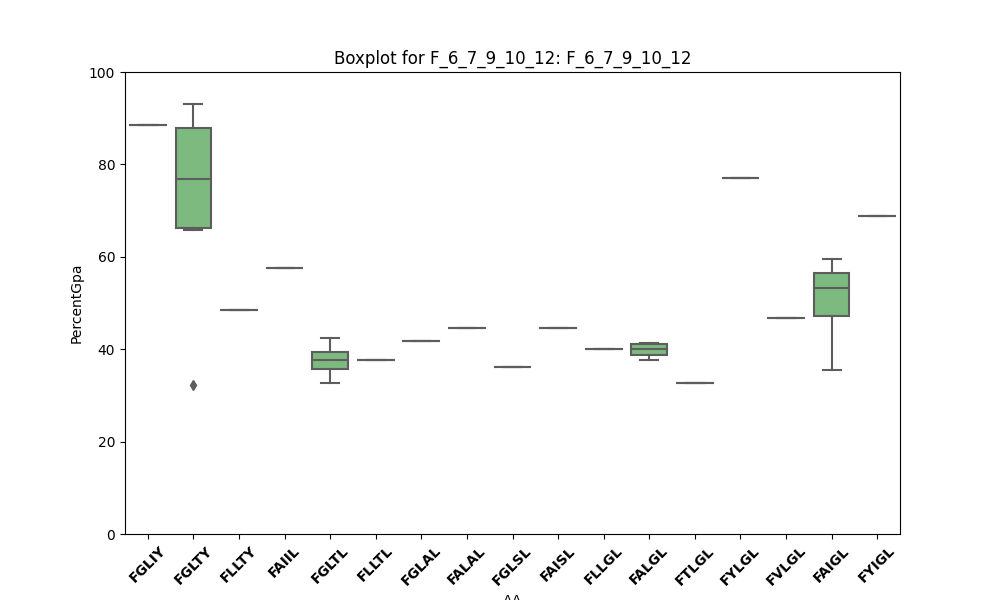 Boxplot for F_6_7_9_10_12: F_6_7_9_10_12
PercentGpa
100
80
60
40
20
0
FGLIY FGLTY FLLTY FAIIL FGLTL FLLTL FGLAL FALAL FGLSL FAISL FLLGL FALGL FTLGL FYLGL FVLGL FAIGL FYIGL
AA